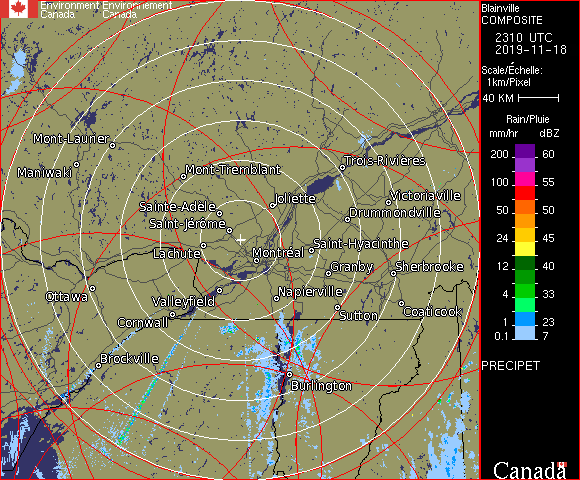 Environment Environnement
Canada Canada
Blainville
COMPOSITE
2310 UTC
2019-11-18
Scale/Échelle:
1km/Pixel
40 KM
Rain/Pluie
mm/hr dBZ
200 60
100 55
50 50
24 45
12 40
4 33
1 23
0.1 7
PRECIPET
Canada
Mont-Laurier
Maniwaki
Mont-Tremblant
Trois-Rivières
Joliette
Victoriaville
Sainte-Adèle
Drummondville
Saint-Jérôme
Saint-Hyacinthe
Lachute
Montréal
Granby
Sherbrooke
Ottawa
Valleyfield
Napierville
Cornwall
Sutton
Coaticook
Brockville
Burlington